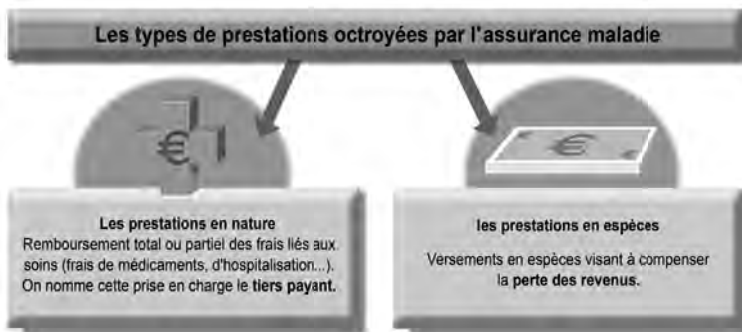 Les types de prestations octroyées par l'assurance maladie
€
€
Les prestations en nature
Remboursement total ou partiel des frais liés aux
soins (frais de médicaments, d'hospitalisation...).
On nomme cette prise en charge le tiers payant.
les prestations en espèces
Versements en espèces visant à compenser
la perte des revenus.